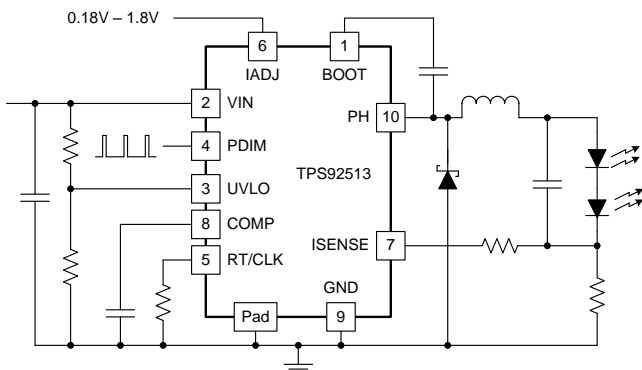 0.18V – 1.8V
6
1
IADJ
BOOT
2
VIN
PH
10
4
PDIM
TPS92513
3
UVLO
8
COMP
ISENSE
7
5
RT/CLK
GND
Pad
9